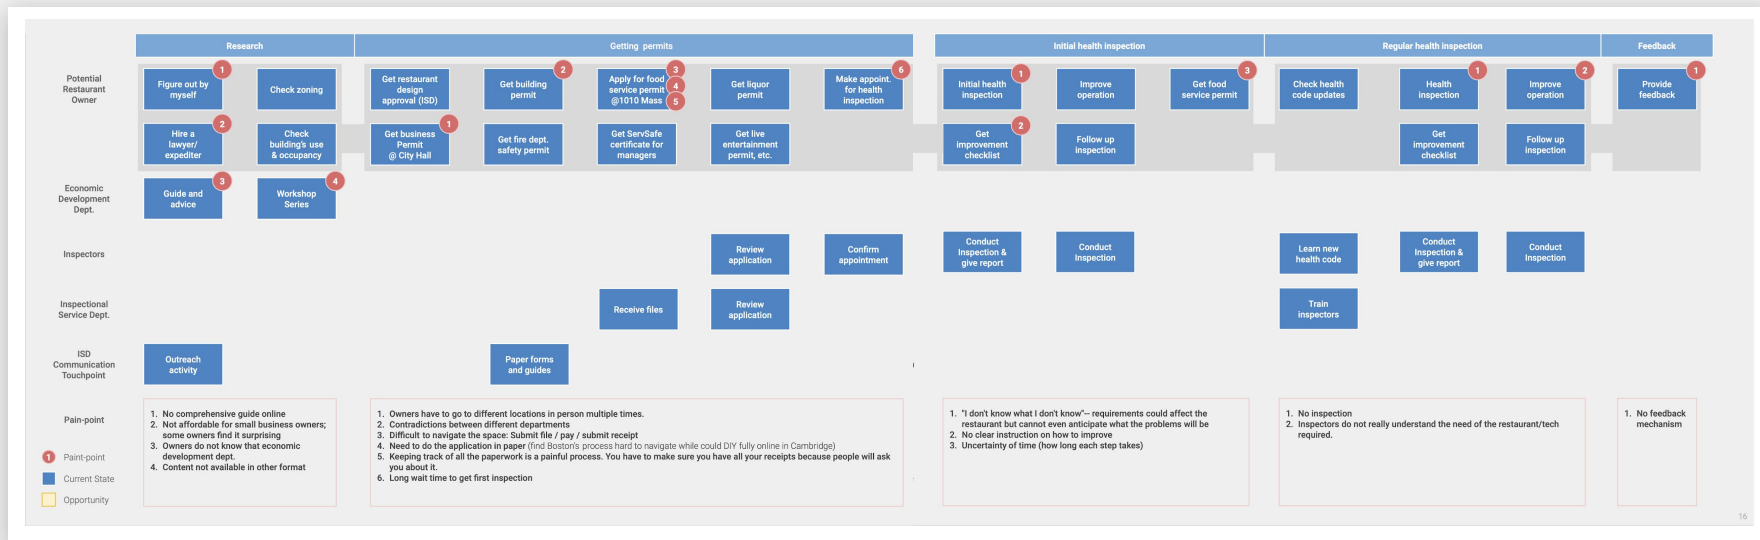 Research
Getting permits
Initial health inspection
Regular health inspection
Feedback
Potential
Restaurant
Owner
Figure out by
myself
1
Check zoning
Get restaurant
design
approval (ISD)
Get building
permit
2
Apply for food
service permit
@1010 Mass
3
4
5
Get liquor
permit
Make appoint.
for health
inspection
6
Initial health
inspection
1
Improve
operation
Get food
service permit
3
Check health
code updates
Health
inspection
1
Improve
operation
2
Provide
feedback
1
Hire a
lawyer/
expediter
2
Check
building's use
& occupancy
Get business
Permit
@ City Hall
1
Get fire dept.
safety permit
Get ServSafe
certificate for
managers
Get live
entertainment
permit, etc.
Get
improvement
checklist
2
Follow up
inspection
Get
improvement
checklist
Follow up
inspection
Economic
Development
Dept.
Guide and
advice
3
Workshop
Series
4
Inspectors
Review
application
Confirm
appointment
Conduct
Inspection &
give report
Conduct
Inspection
Learn new
health code
Conduct
Inspection &
give report
Conduct
Inspection
Inspectional
Service Dept.
Receive files
Review
application
Train
inspectors
ISD
Communication
Touchpoint
Outreach
activity
Paper forms
and guides
Pain-point
1. No comprehensive guide online
2. Not affordable for small business owners;
some owners find it surprising
3. Owners do not know that economic
development dept.
4. Content not available in other format
1. Owners have to go to different locations in person multiple times.
2. Contradictions between different departments
3. Difficult to navigate the space: Submit file / pay / submit receipt
4. Need to do the application in paper (find Boston's process hard to navigate while could DIY fully online in Cambridge)
5. Keeping track of all the paperwork is a painful process. You have to make sure you have all your receipts because people will ask
you about it.
6. Long wait time to get first inspection
1. "I don't know what I don't know"-- requirements could affect the
restaurant but cannot even anticipate what the problems will be
2. No clear instruction on how to improve
3. Uncertainty of time (how long each step takes)
1. No inspection
2. Inspectors do not really understand the need of the restaurant/tech
required.
1. No feedback
mechanism
1 Paint-point
Current State
Opportunity
16